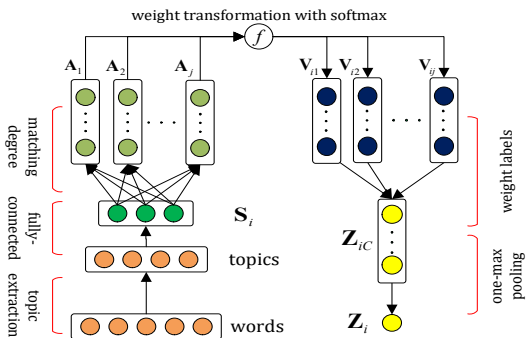 weight transformation with softmax
f
A1 A2 Aj
Vi1 Vi2 Vij
matching
degree
weight labels
fully-
connected
Si
ZiC
topics
one-max
pooling
topic
extraction
words
Zi